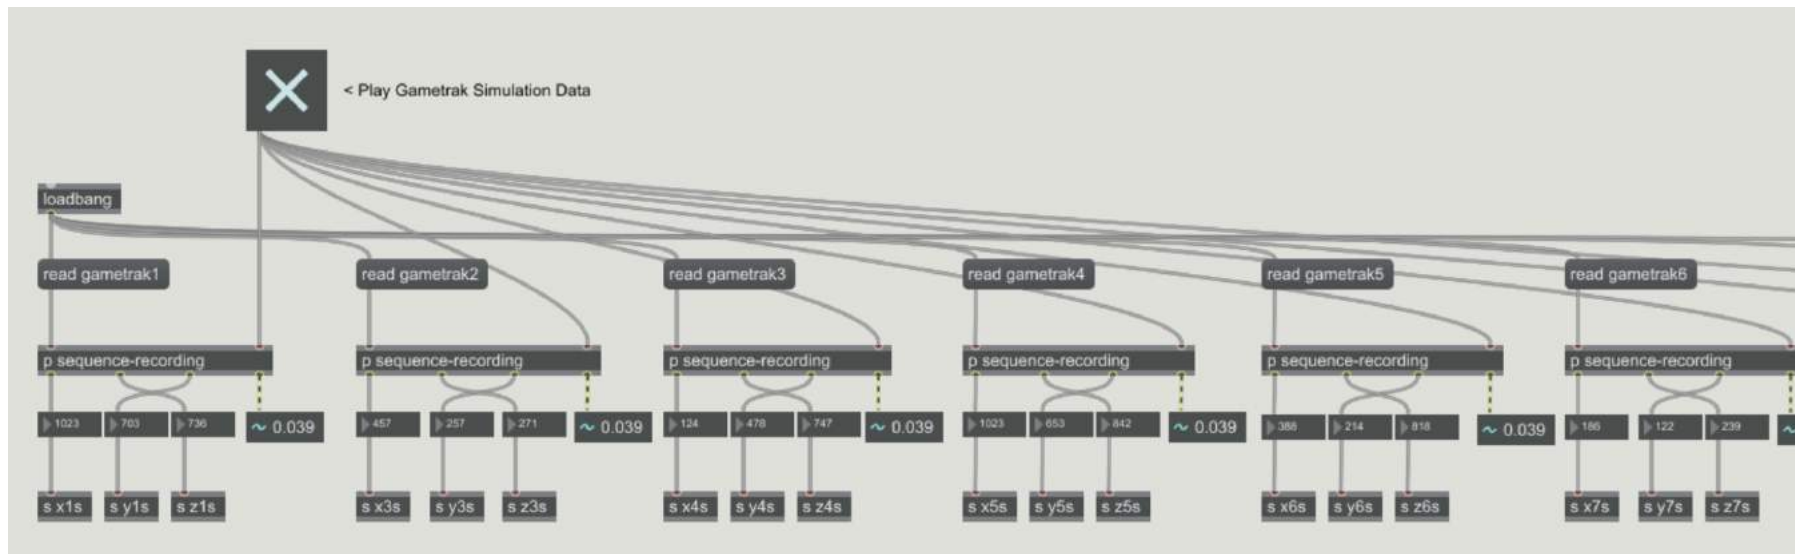 < Play Gametrak Simulation Data
loadbang
read gametrak1 read gametrak2 read gametrak3 read gametrak4 read gametrak5 read gametrak6
p sequence-recording p sequence-recording p sequence-recording p sequence-recording p sequence-recording p sequence-recording
1023 703 736 ~ 0.039 457 257 271 ~ 0.039 124 478 747 ~ 0.039 1023 653 842 ~ 0.039 388 214 818 ~ 0.039 186 122 239 ~
s x1s s y1s s z1s s x3s s y3s s z3s s x4s s y4s s z4s s x5s s y5s s z5s s x6s s y6s s z6s s x7s s y7s s z7s